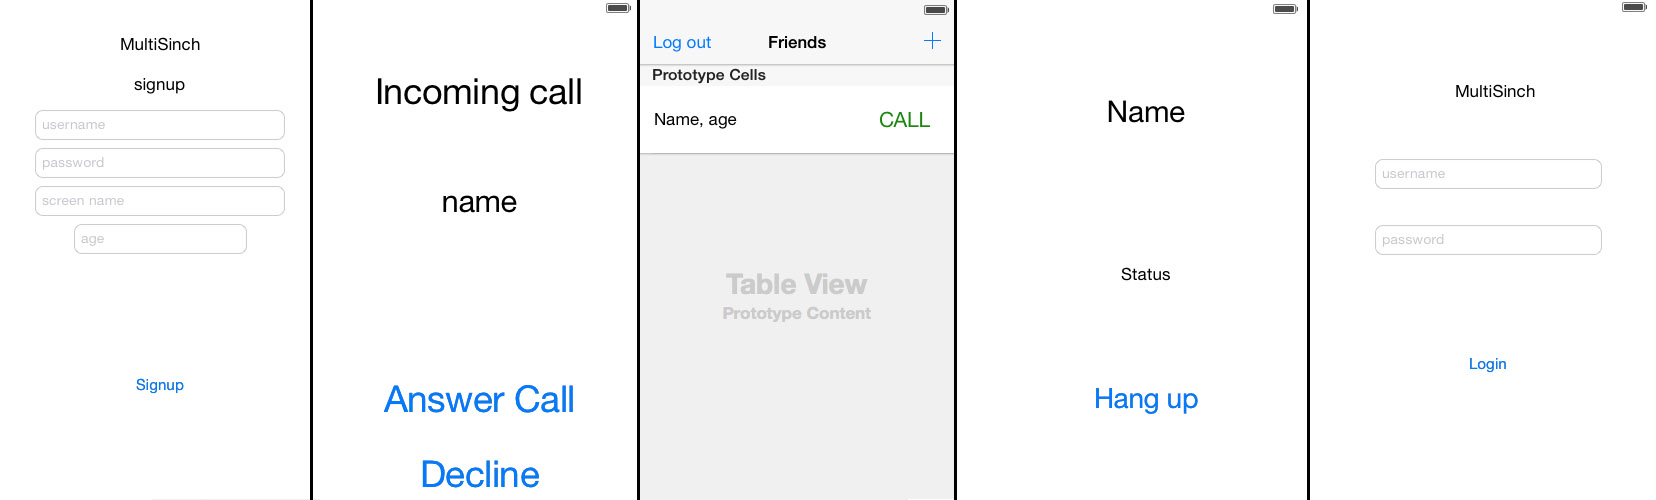 MultiSinch
signup
username
password
screen name
age
Signup
Incoming call
name
Answer Call
Decline
Log out Friends +
Prototype Cells
Name, age CALL
Table View
Prototype Content
Name
Status
Hang up
MultiSinch
username
password
Login